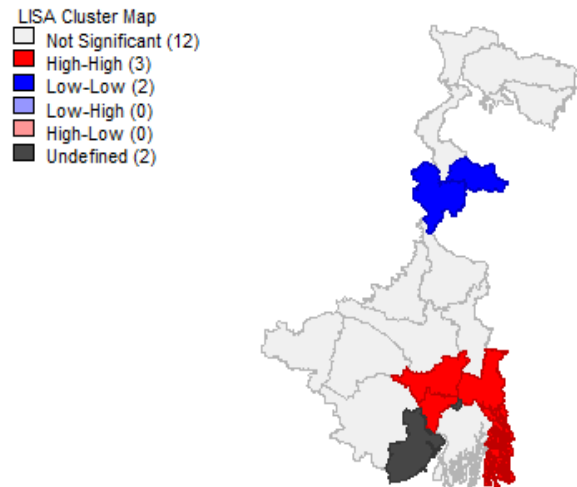 LISA Cluster Map
Not Significant (12)
High-High (3)
Low-Low (2)
Low-High (0)
High-Low (0)
Undefined (2)